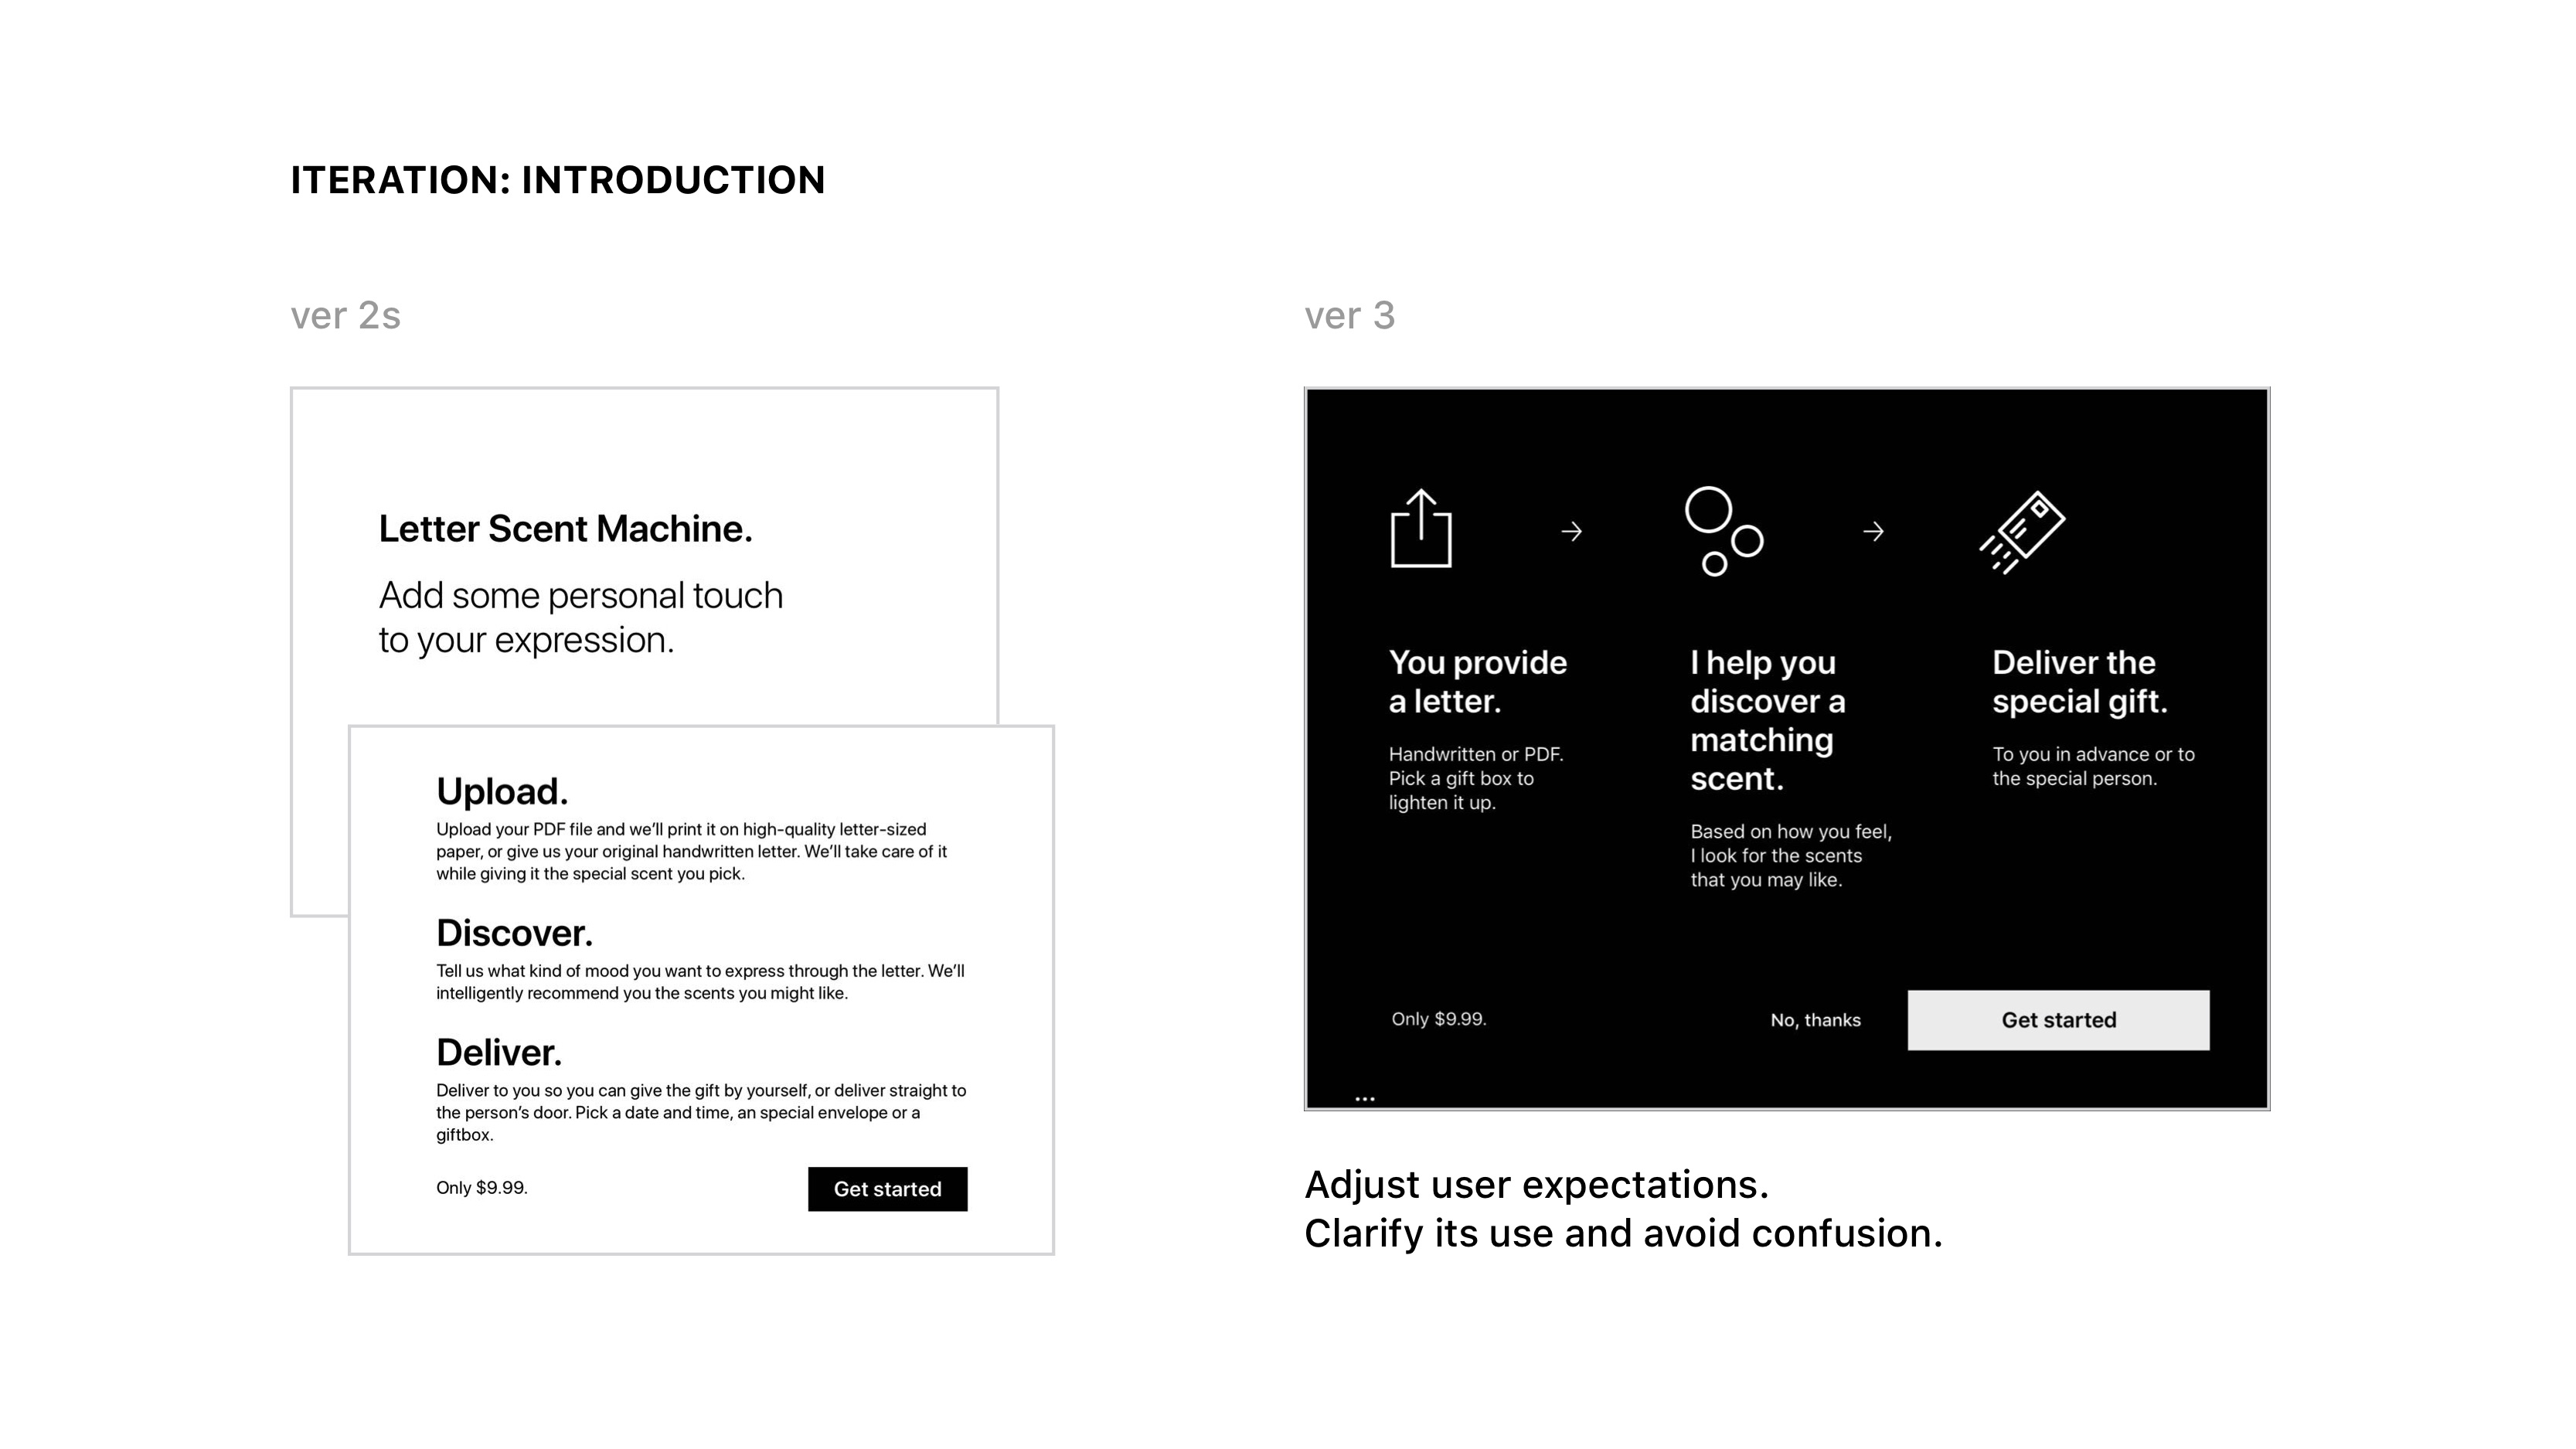 ITERATION: INTRODUCTION
ver 2s
Letter Scent Machine.
Add some personal touch
to your expression.
Upload.
Upload your PDF file and we’ll print it on high-quality letter-sized
paper, or give us your original handwritten letter. We’ll take care of it
while giving it the special scent you pick.
Discover.
Tell us what kind of mood you want to express through the letter. We’ll
intelligently recommend you the scents you might like.
Deliver.
Deliver to you so you can give the gift by yourself, or deliver straight to
the person’s door. Pick a date and time, an special envelope or a
giftbox.
Only $9.99.
Get started
ver 3
You provide
a letter.
Handwritten or PDF.
Pick a gift box to
lighten it up.
I help you
discover a
matching
scent.
Based on how you feel,
I look for the scents
that you may like.
Deliver the
special gift.
To you in advance or to
the special person.
Only $9.99.
No, thanks
Get started
...
Adjust user expectations.
Clarify its use and avoid confusion.